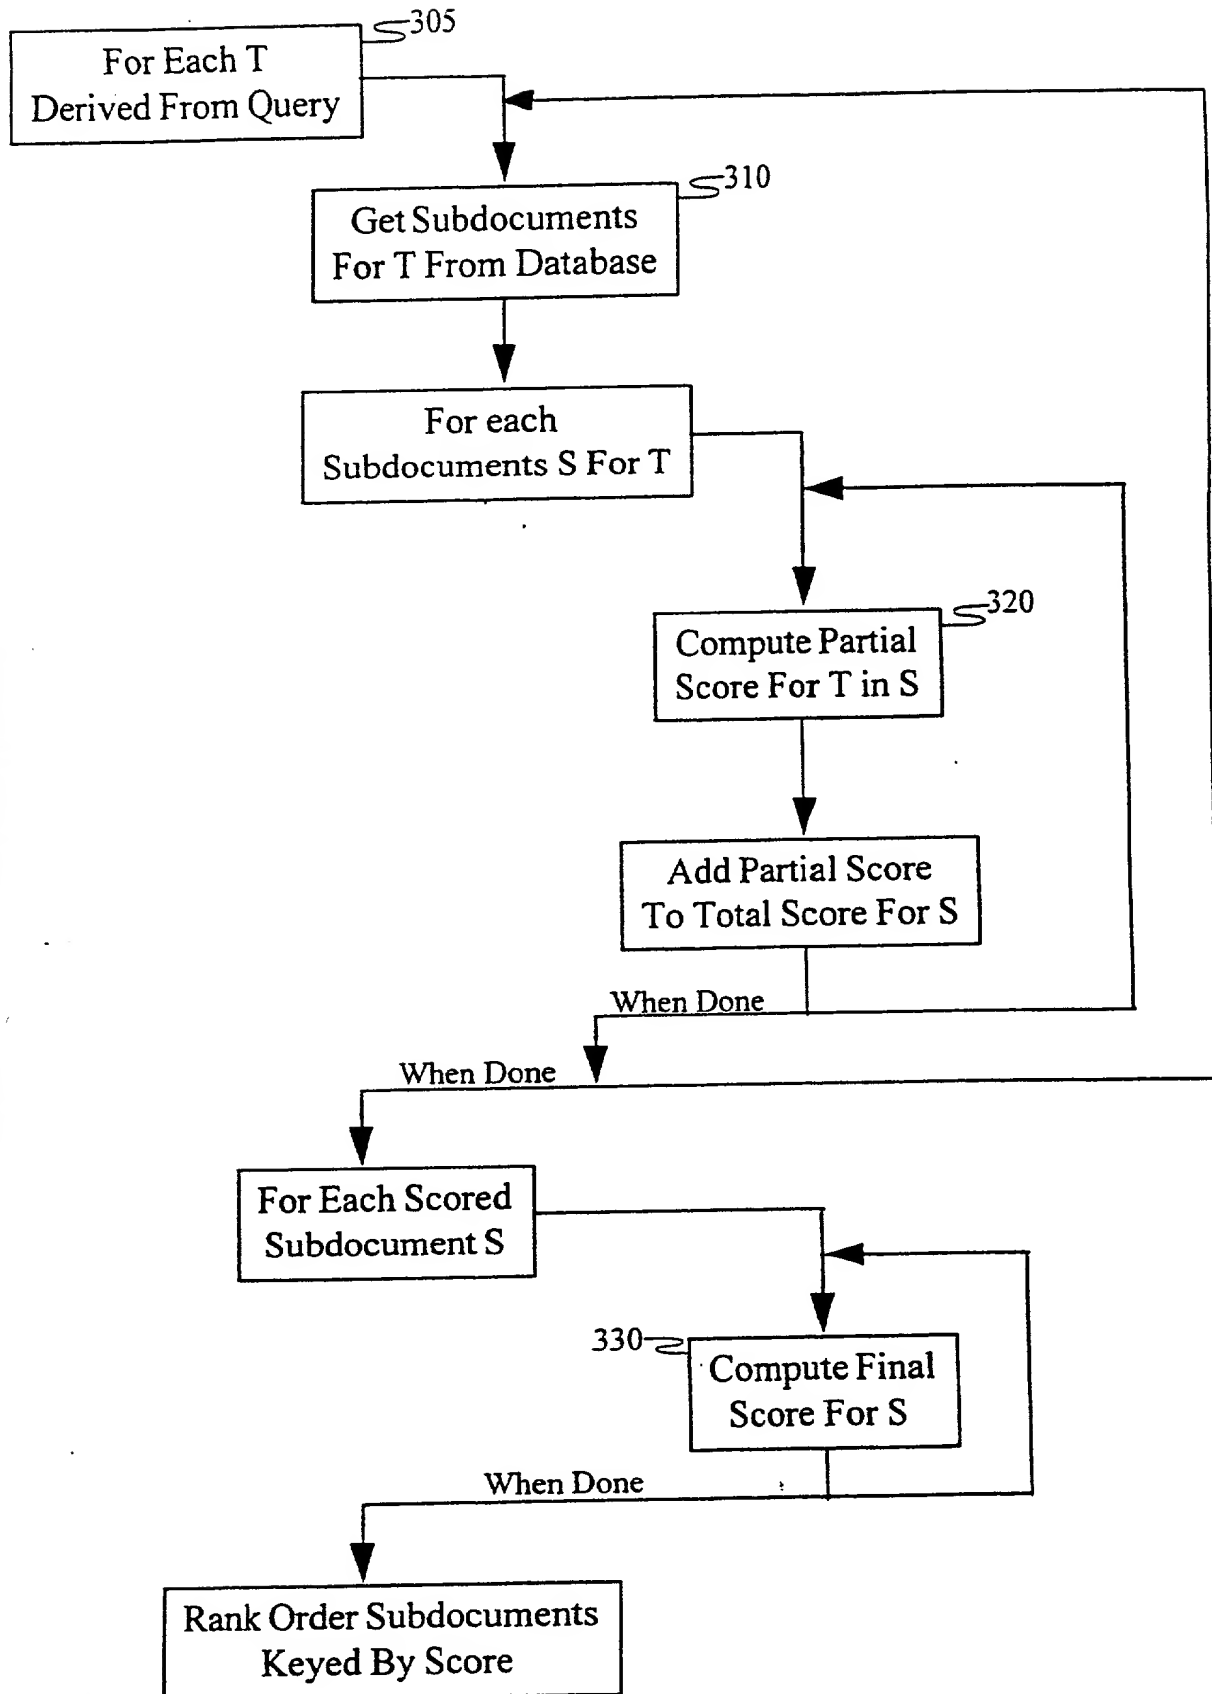 305
For Each T
Derived From Query
310
Get Subdocuments
For T From Database
For each
Subdocuments S For T
320
Compute Partial
Score For T in S
Add Partial Score
To Total Score For S
When Done
When Done
For Each Scored
Subdocument S
330
Compute Final
Score For S
When Done
Rank Order Subdocuments
Keyed By Score